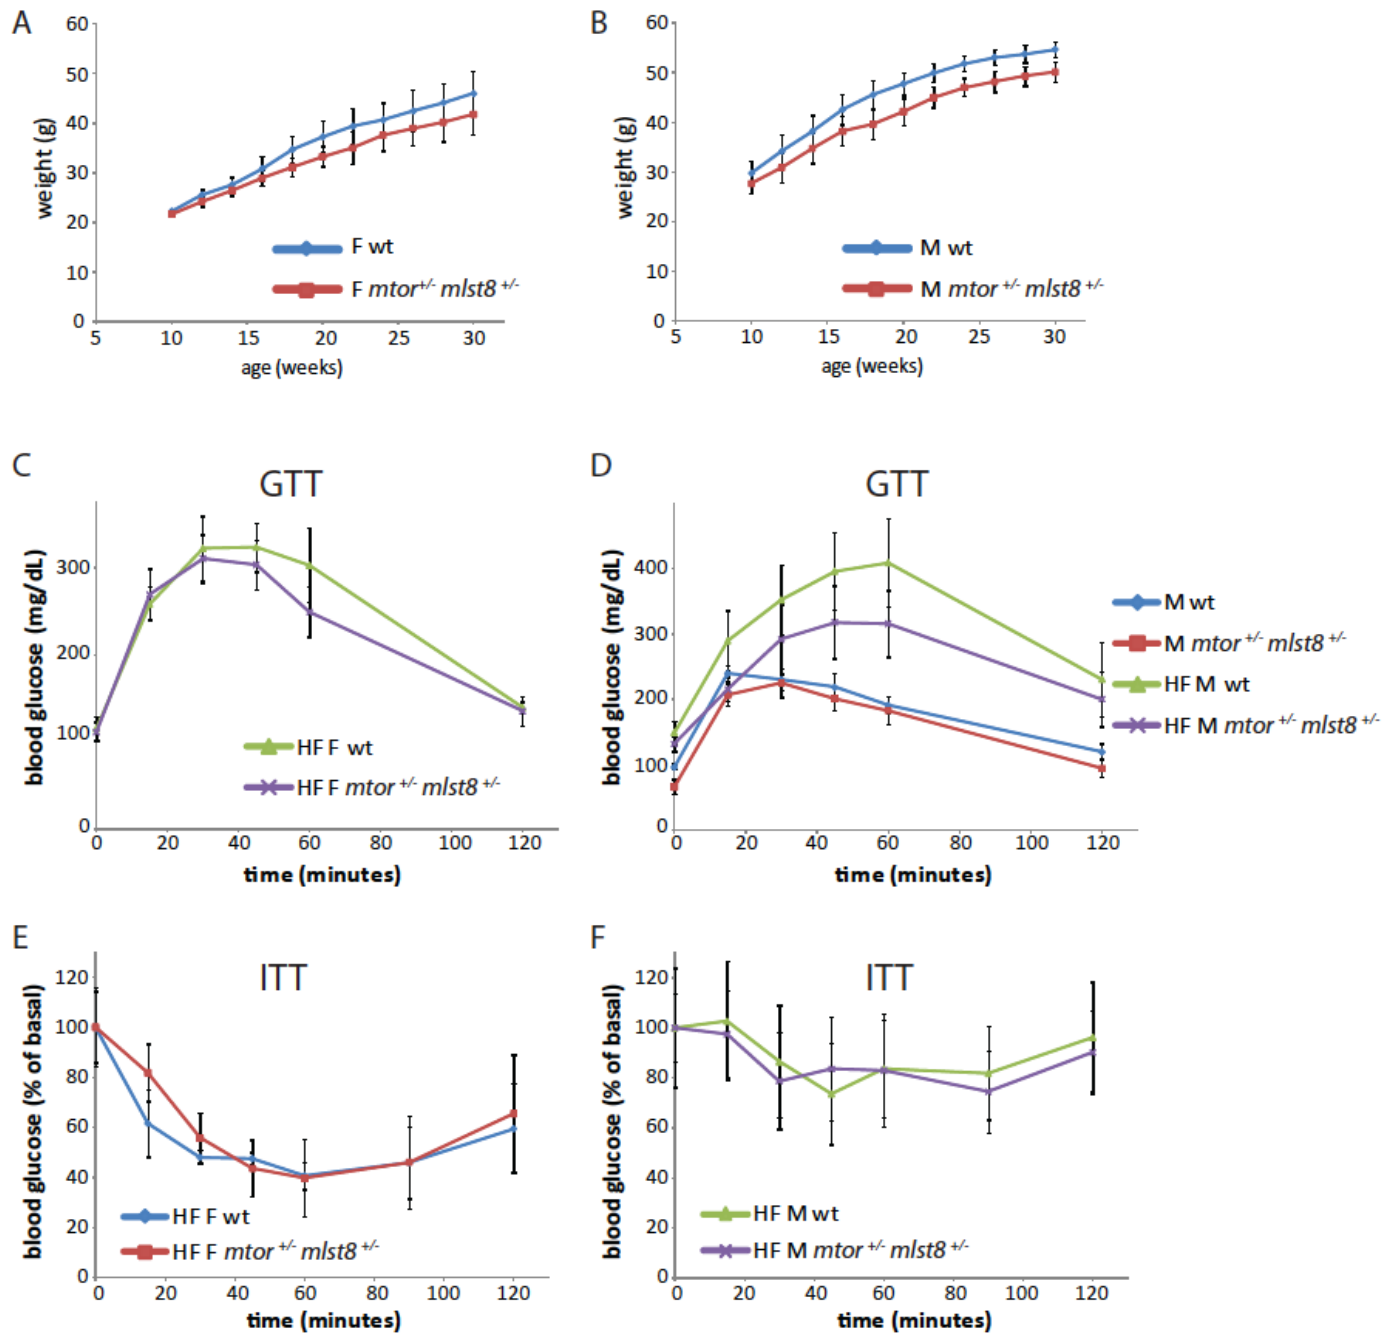 A
60
50
40
30
20
10
0
weight (g)
5 10 15 20 25 30
age (weeks)
F wt
F mtor+/- mlst8 +/-
B
60
50
40
30
20
10
0
weight (g)
5 10 15 20 25 30
age (weeks)
M wt
M mtor +/- mlst8 +/-
C
GTT
300
200
100
0
blood glucose (mg/dL)
0 20 40 60 80 100 120
time (minutes)
HF F wt
HF F mtor +/- mlst8 +/-
D
GTT
400
300
200
100
0
blood glucose (mg/dL)
0 20 40 60 80 100 120
time (minutes)
M wt
M mtor +/- mlst8 +/-
HF M wt
HF M mtor +/- mlst8 +/-
E
ITT
120
100
80
60
40
20
0
blood glucose (% of basal)
0 20 40 60 80 100 120
time (minutes)
HF F wt
HF F mtor +/- mlst8 +/-
F
ITT
120
100
80
60
40
20
0
blood glucose (% of basal)
0 20 40 60 80 100 120
time (minutes)
HF M wt
HF M mtor +/- mlst8 +/-